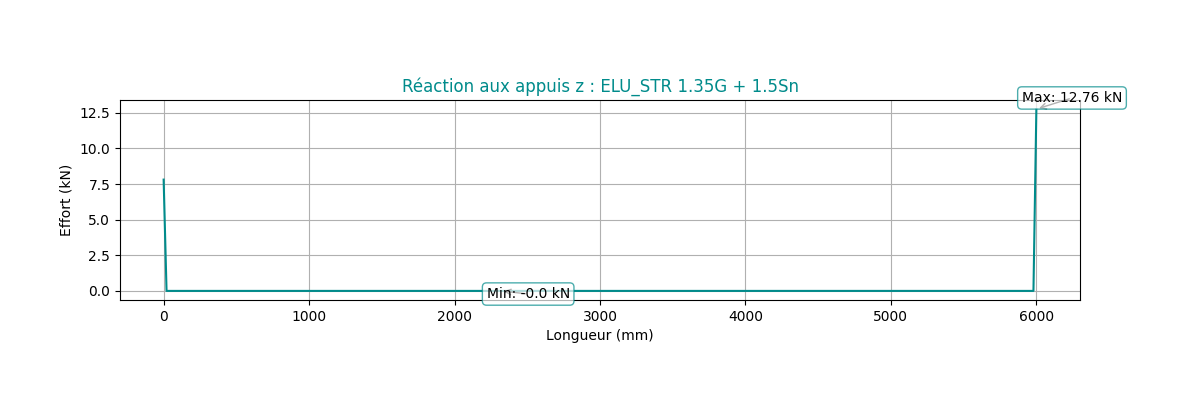 Réaction aux appuis z : ELU_STR 1.35G + 1.5Sn
Max: 12.76 kN
12.5
10.0
7.5
5.0
2.5
0.0
Effort (kN)
Min: -0.0 kN
0 1000 2000 3000 4000 5000 6000
Longueur (mm)